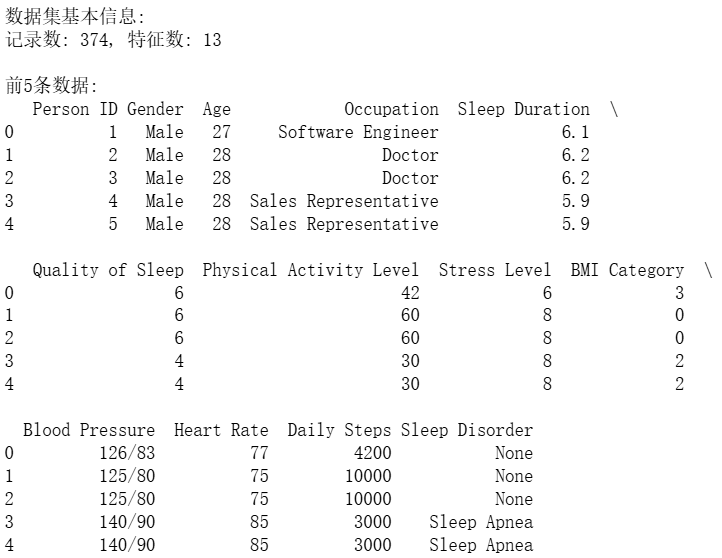 数据集基本信息:
记录数: 374, 特征数: 13
前5条数据:
Person ID Gender Age Occupation Sleep Duration \
0 1 Male 27 Software Engineer 6.1
1 2 Male 28 Doctor 6.2
2 3 Male 28 Doctor 6.2
3 4 Male 28 Sales Representative 5.9
4 5 Male 28 Sales Representative 5.9
Quality of Sleep Physical Activity Level Stress Level BMI Category \
0 6 42 6 3
1 6 60 8 0
2 6 60 8 0
3 4 30 8 2
4 4 30 8 2
Blood Pressure Heart Rate Daily Steps Sleep Disorder
0 126/83 77 4200 None
1 125/80 75 10000 None
2 125/80 75 10000 None
3 140/90 85 3000 Sleep Apnea
4 140/90 85 3000 Sleep Apnea